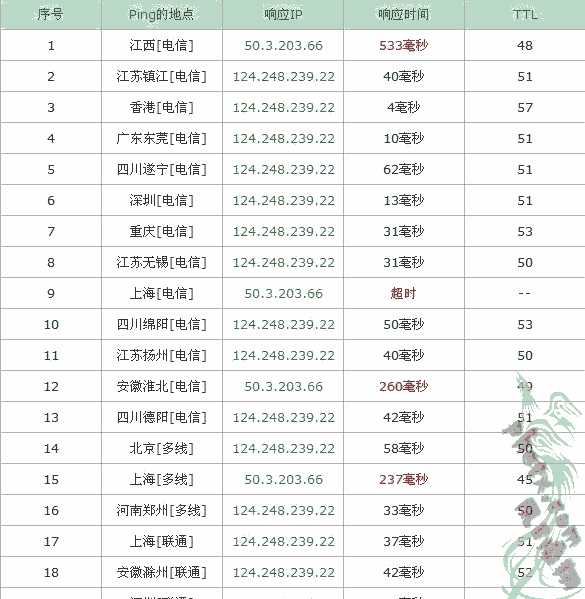 序号 Ping的地点 响应IP 响应时间 TTL
1 江西[电信] 50.3.203.66 533毫秒 48
2 江苏镇江[电信] 124.248.239.22 40毫秒 51
3 香港[电信] 124.248.239.22 4毫秒 57
4 广东东莞[电信] 124.248.239.22 10毫秒 51
5 四川遂宁[电信] 124.248.239.22 62毫秒 51
6 深圳[电信] 124.248.239.22 13毫秒 51
7 重庆[电信] 124.248.239.22 31毫秒 53
8 江苏无锡[电信] 124.248.239.22 31毫秒 50
9 上海[电信] 50.3.203.66 超时 --
10 四川绵阳[电信] 124.248.239.22 50毫秒 53
11 江苏扬州[电信] 124.248.239.22 40毫秒 50
12 安徽淮北[电信] 50.3.203.66 260毫秒 49
13 四川德阳[电信] 124.248.239.22 42毫秒 51
14 北京[多线] 124.248.239.22 58毫秒 50
15 上海[多线] 50.3.203.66 237毫秒 45
16 河南郑州[多线] 124.248.239.22 33毫秒 50
17 上海[联通] 124.248.239.22 37毫秒 51
18 安徽滁州[联通] 124.248.239.22 42毫秒 52